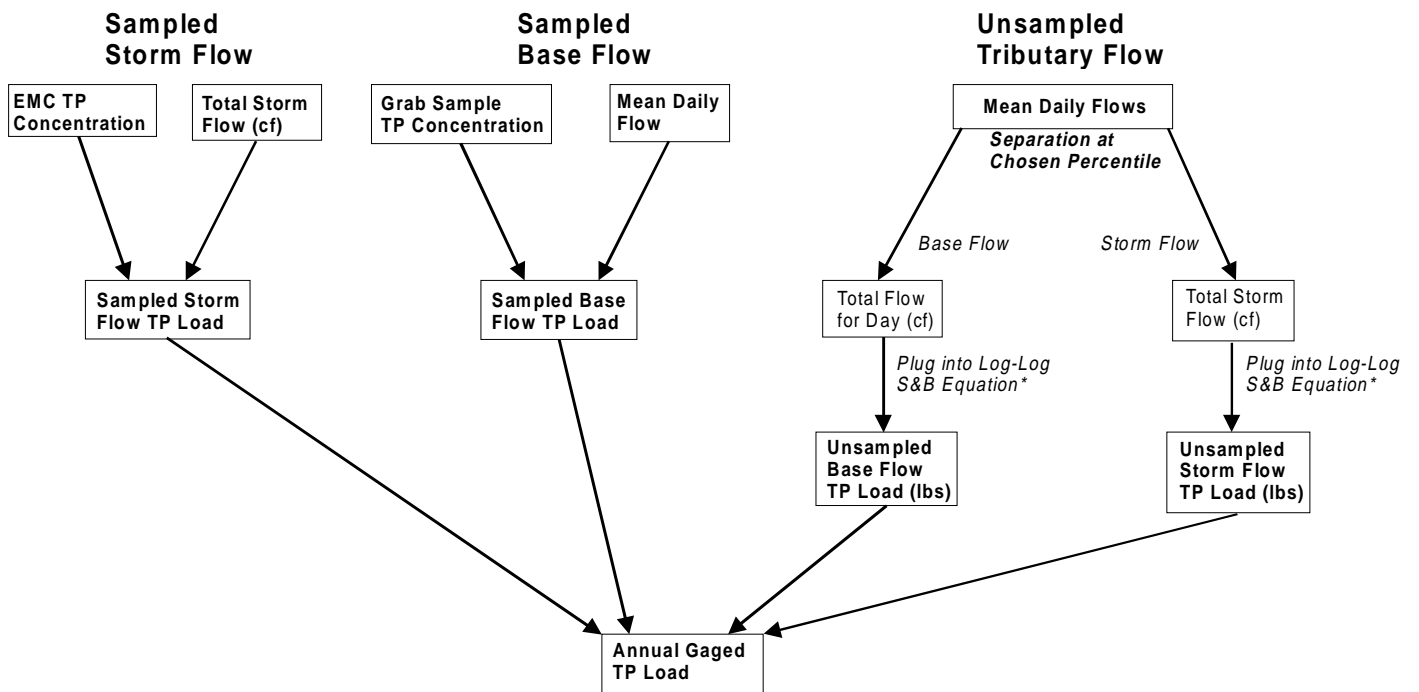 Sampled
Storm Flow
Sampled
Base Flow
Unsampled
Tributary Flow
EMC TP
Concentration
Total Storm
Flow (cf)
Grab Sample
TP Concentration
Mean Daily
Flow
Mean Daily Flows
Separation at
Chosen Percentile
Base Flow
Storm Flow
Sampled Storm
Flow TP Load
Sampled Base
Flow TP Load
Total Flow
for Day (cf)
Total Storm
Flow (cf)
Plug into Log-Log
S&B Equation*
Plug into Log-Log
S&B Equation*
Unsampled
Base Flow
TP Load (lbs)
Unsampled
Storm Flow
TP Load (lbs)
Annual Gaged
TP Load